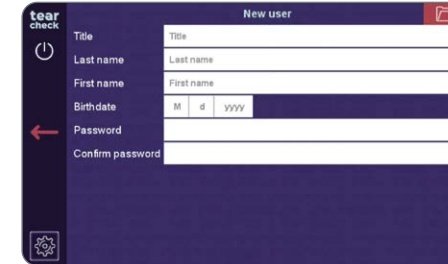 tear
check
New user
Title Title
Last name Last name
First name First name
Birthdate M d yyyy
Password
Confirm password